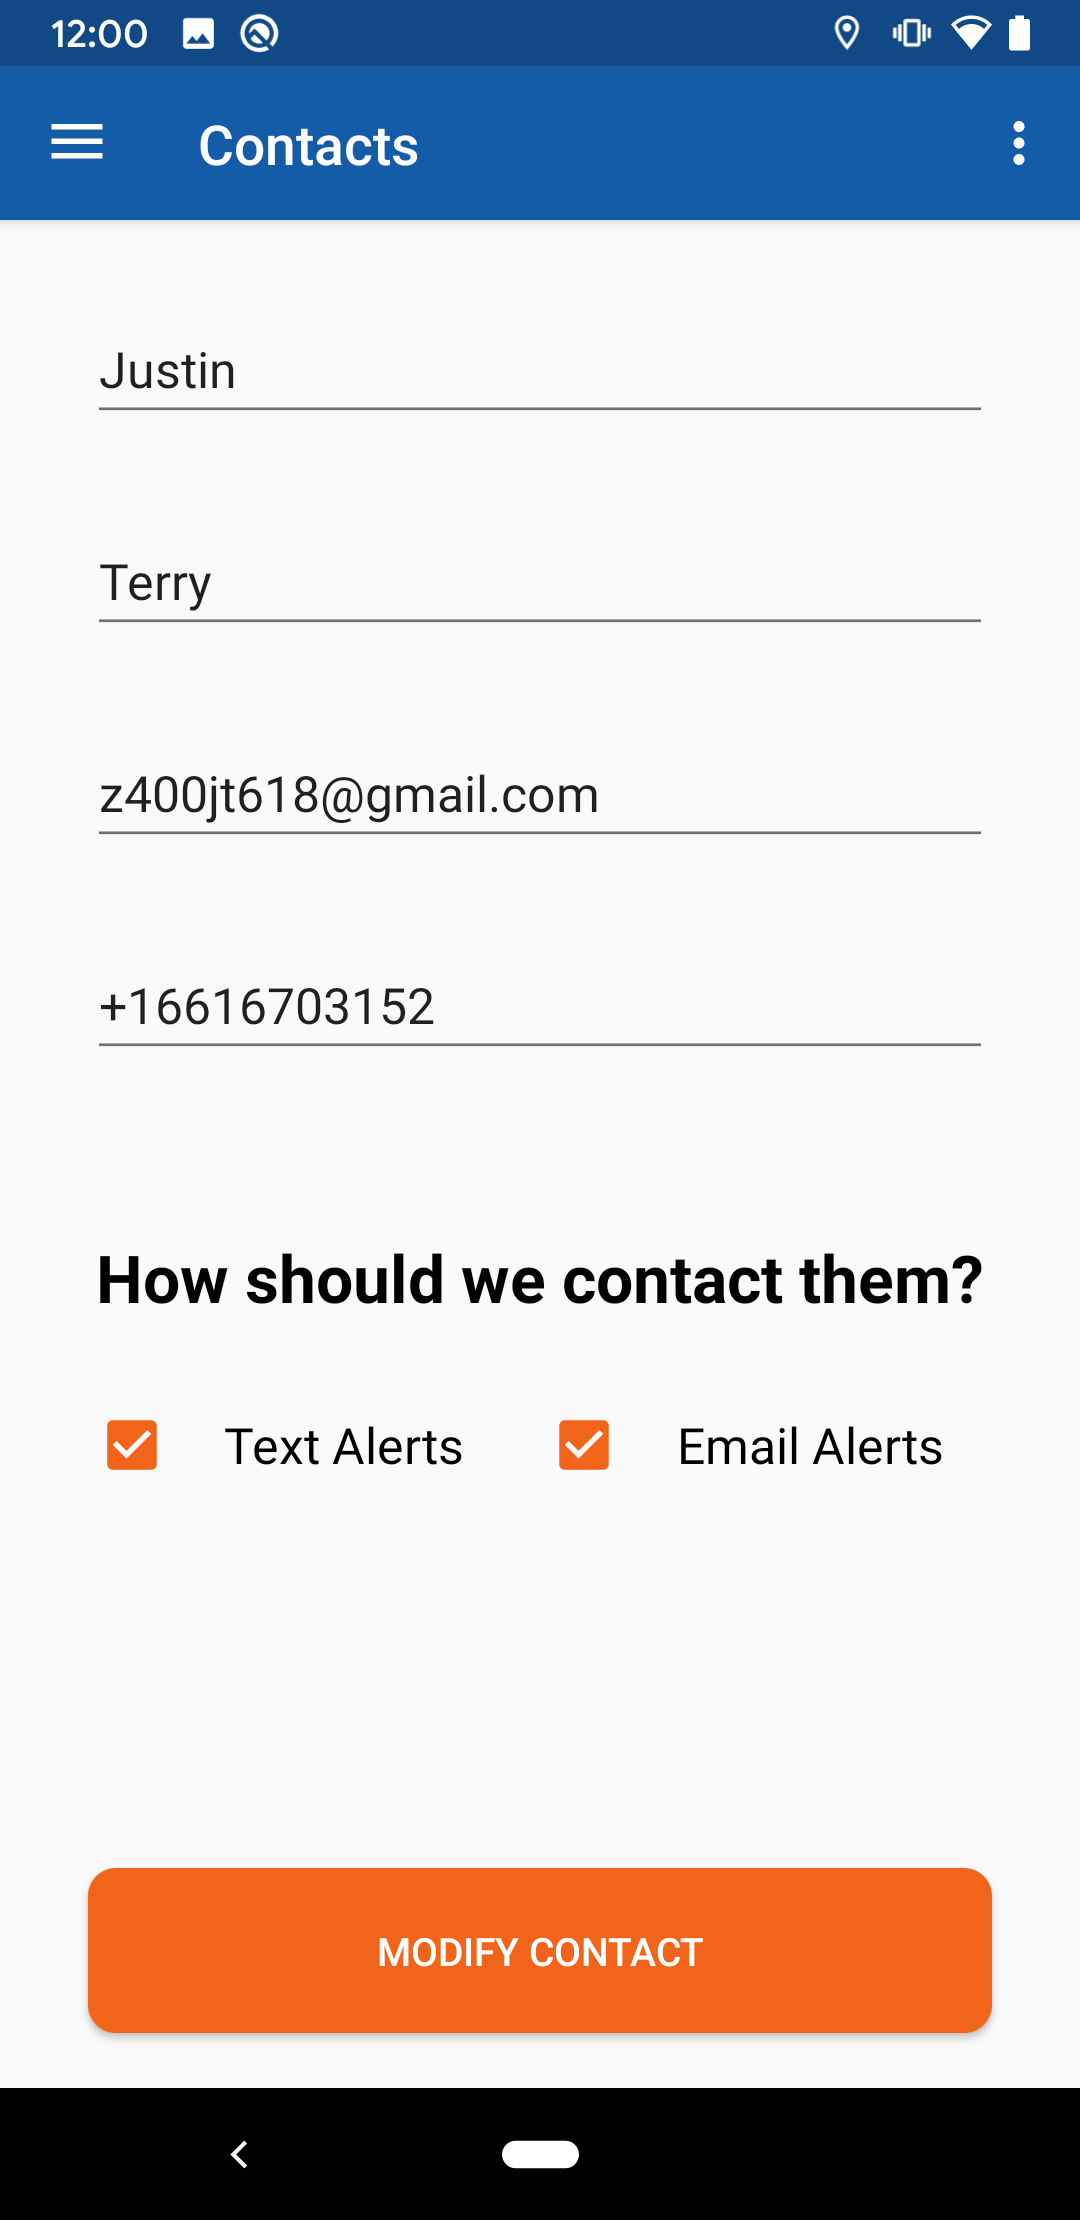 12:00
Contacts
Justin
Terry
z400jt618@gmail.com
+16616703152
How should we contact them?
Text Alerts Email Alerts
MODIFY CONTACT